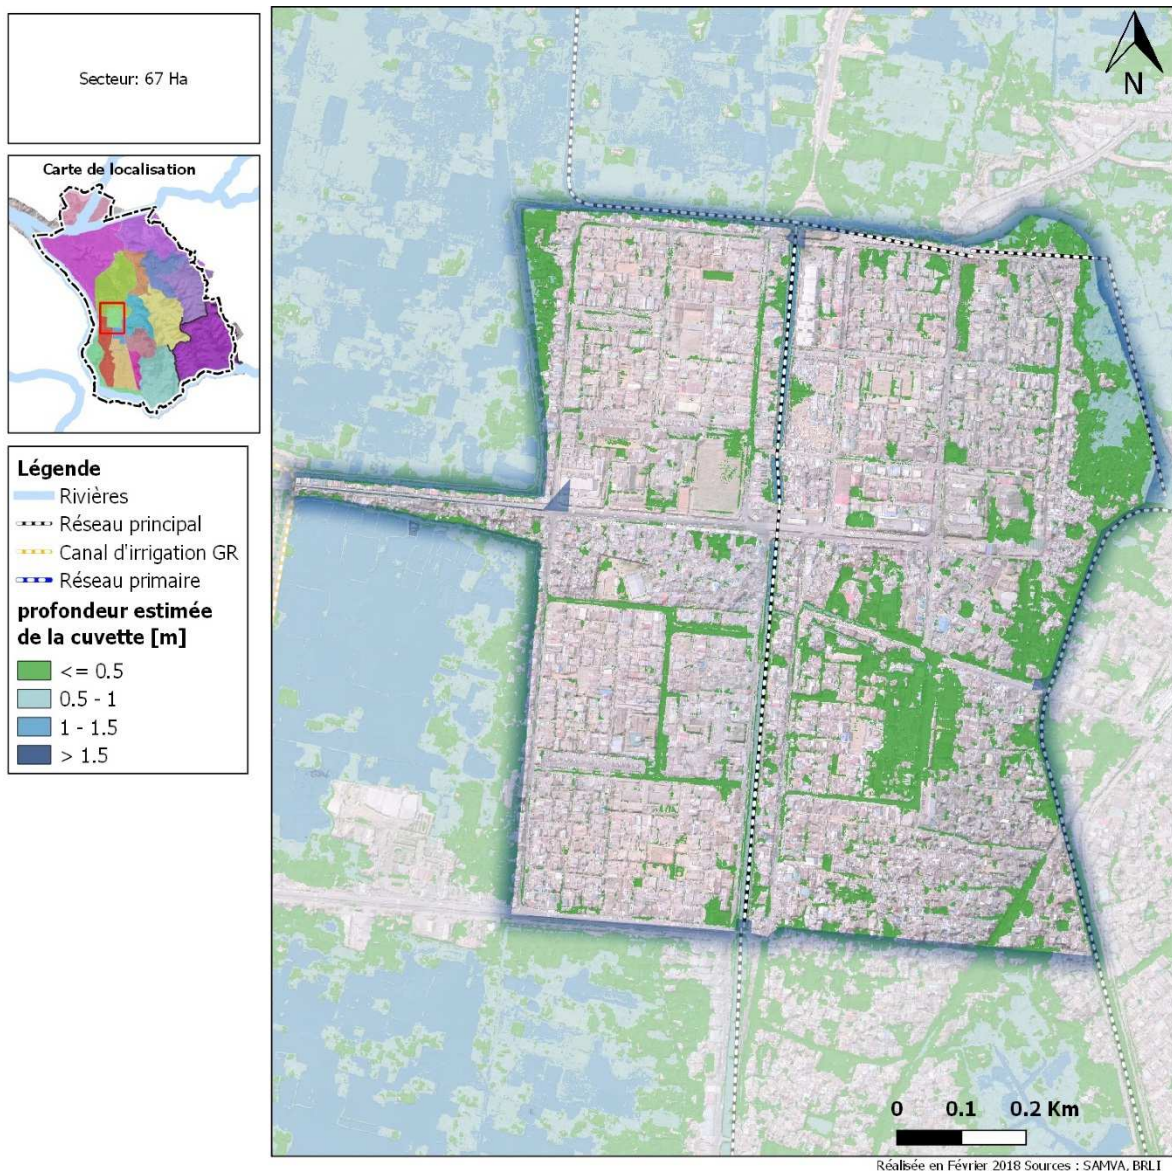 Secteur: 67 Ha
Carte de localisation
Légende
Rivières
Réseau principal
Canal d'irrigation GR
Réseau primaire
profondeur estimée
de la cuvette [m]
<= 0.5
0.5 - 1
1 - 1.5
> 1.5
N
0 0.1 0.2 Km
Réalisée en Février 2018 Sources : SAMVA, BRLI